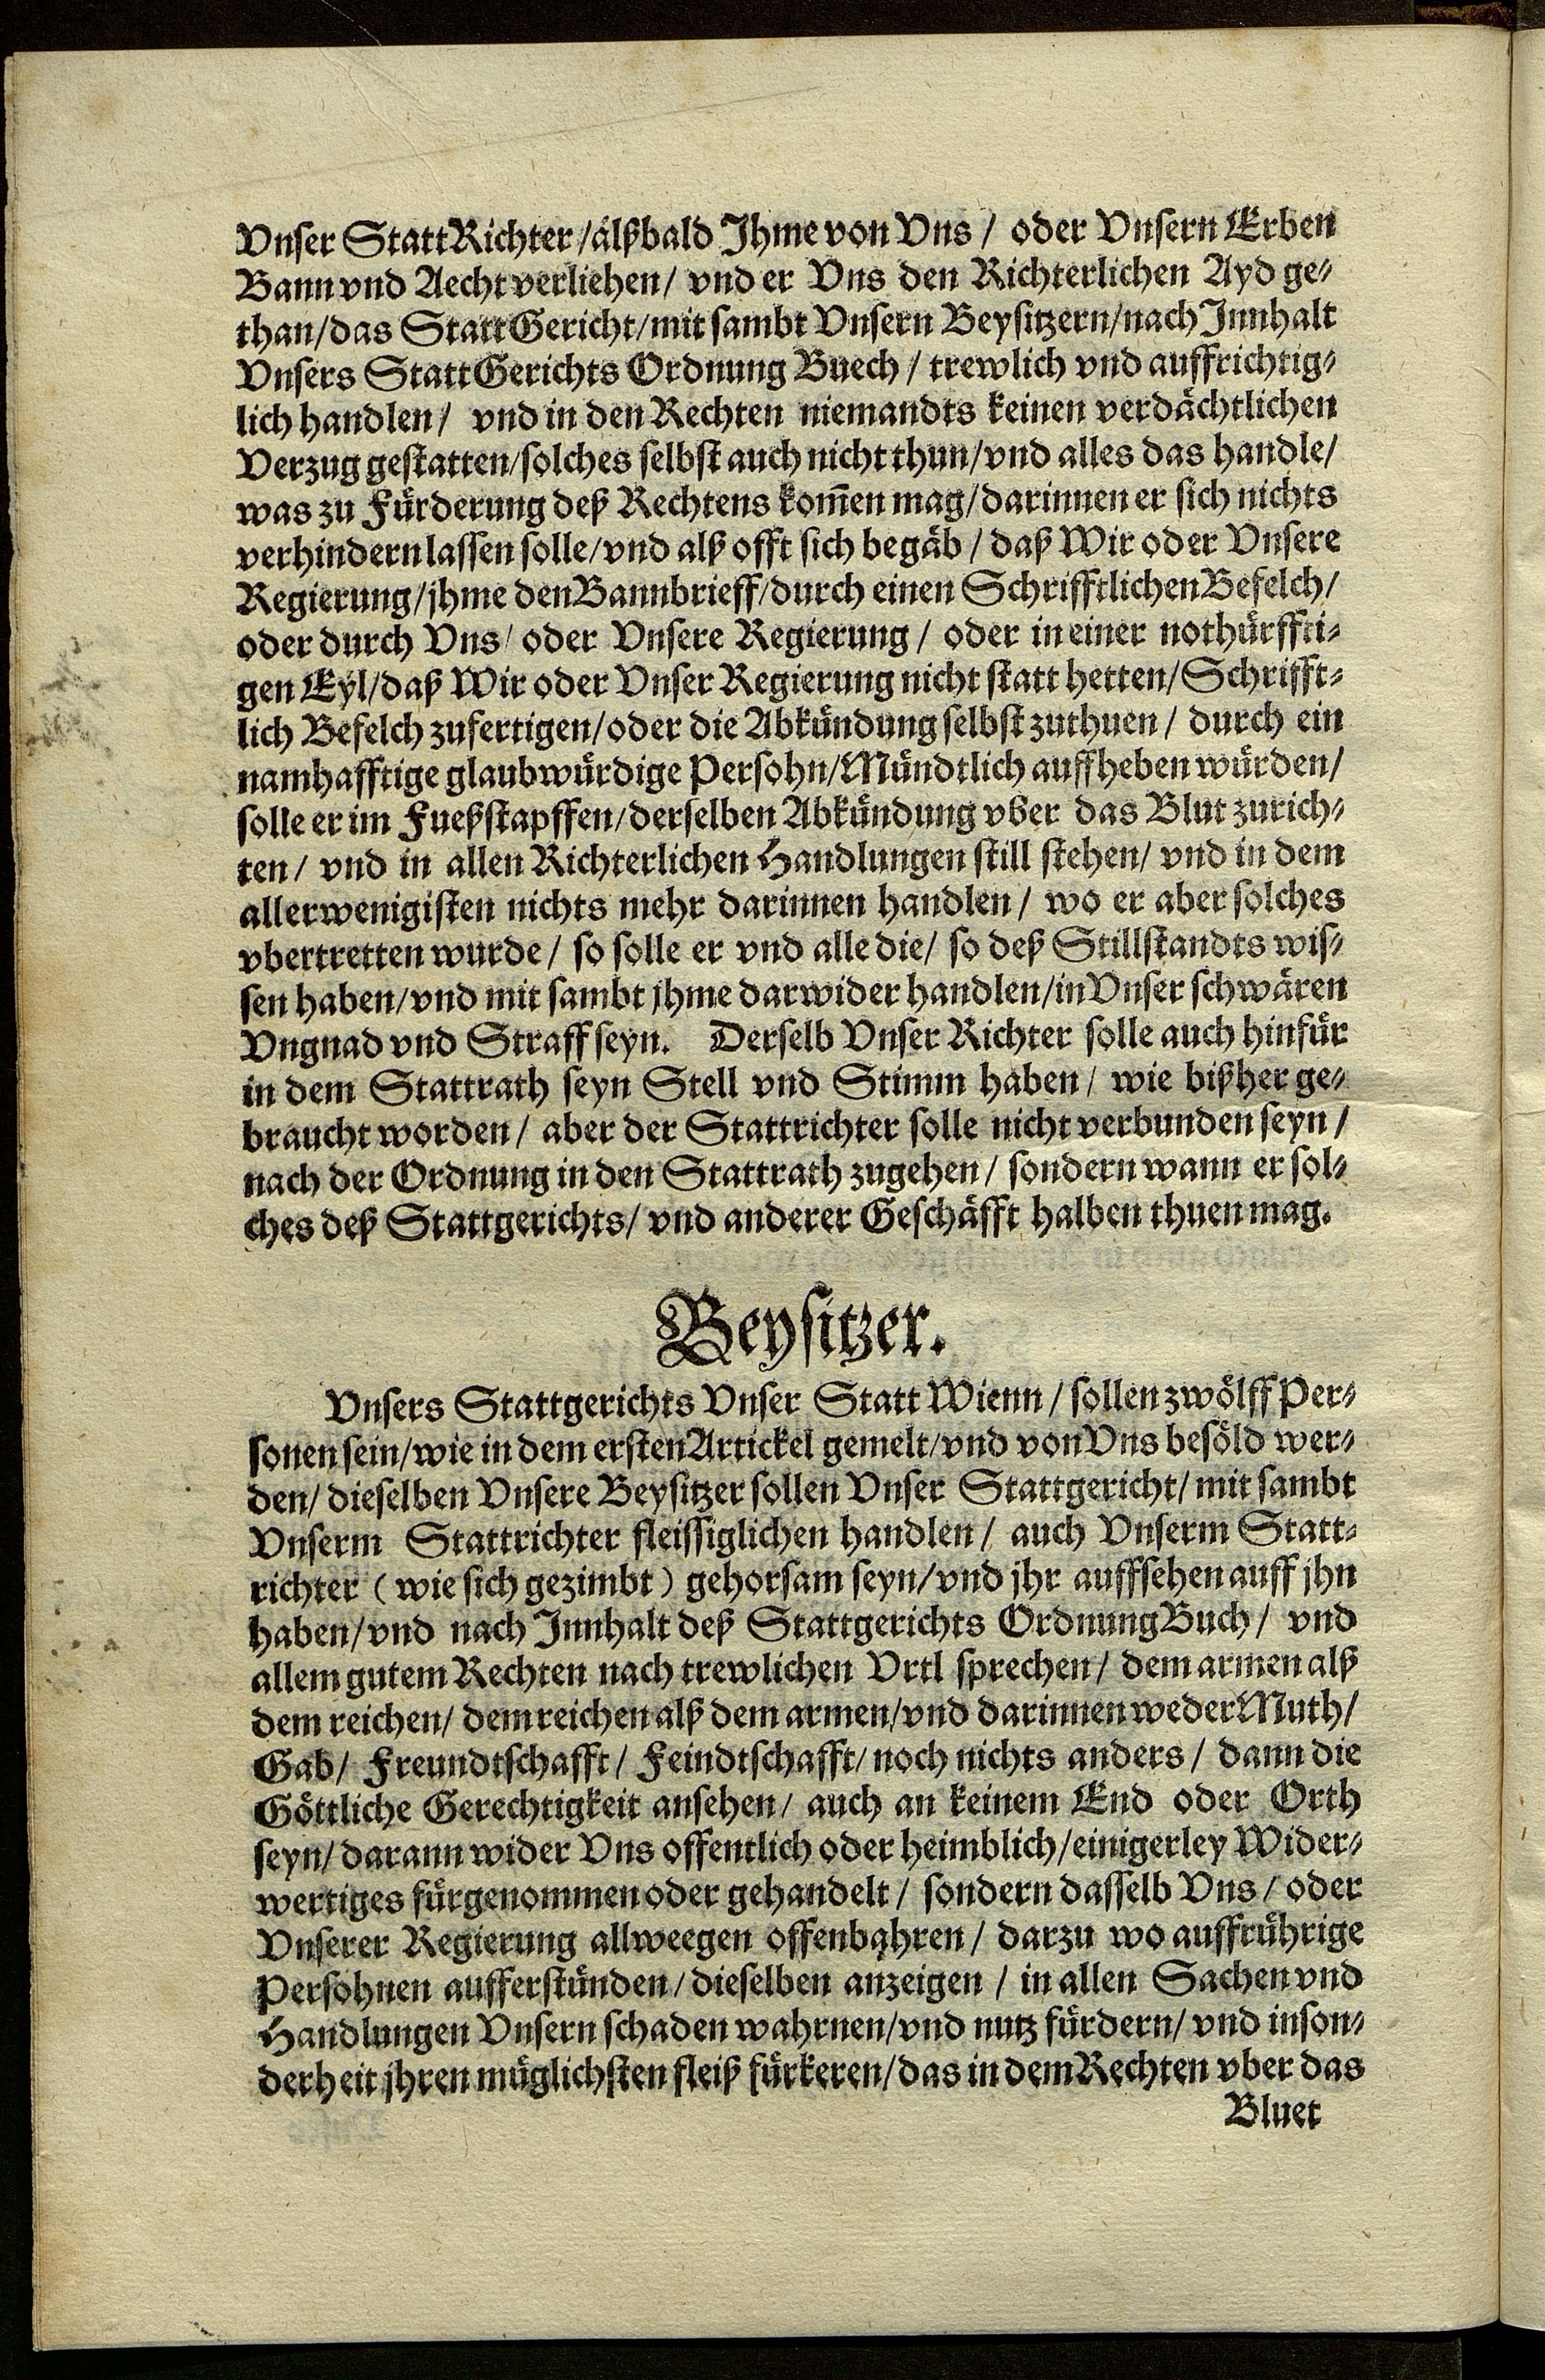 Vnser StattRichter/alßbald Ihme von Vns / oder Vnsern Erben
Bann vnd Aecht verliehen/ vnd er Vns den Richterlichen Ayd ge-
than/das StattGericht/mit sambt Vnsern Beysitzern/nach Innhalt
Vnsers StattGerichts Ordnung Buech / trewlich vnd auffrichtig-
lich handlen/ vnd in den Rechten niemandts keinen verdächtlichen
Verzug gestatten/solches selbst auch nicht thun/vnd alles das handle/
was zu Fürderung deß Rechtens kom̃en mag/darinnen er sich nichts
verhindern lassen solle/vnd alß offt sich begäb / daß Wir oder Vnsere
Regierung/jhme den Bannbrieff/durch einen Schrifftlichen Befelch/
oder durch Vns/ oder Vnsere Regierung / oder in einer nothürffti-
gen Eyl/daß Wir oder Vnser Regierung nicht statt hetten/Schrifft-
lich Befelch zufertigen/oder die Abkündung selbst zuthuen / durch ein
namhafftige glaubwürdige Persohn/Mündtlich auffheben würden/
solle er im Fueßstapffen/derselben Abkündung vber das Blut zurich-
ten/ vnd in allen Richterlichen Handlungen still stehen/ vnd in dem
allerwenigisten nichts mehr darinnen handlen / wo er aber solches
vbertretten wurde / so solle er vnd alle die/ so deß Stillstandts wis-
sen haben/vnd mit sambt jhme darwider handlen/in Vnser schwären
Vngnad vnd Straff seyn. Derselb Vnser Richter solle auch hinfür
in dem Stattrath seyn Stell vnd Stimm haben / wie bißher ge-
braucht worden / aber der Stattrichter solle nicht verbunden seyn /
nach der Ordnung in den Stattrath zugehen / sondern wann er sol-
ches deß Stattgerichts/ vnd anderer Geschäfft halben thuen mag.
Beysitzer.
Vnsers Stattgerichts Vnser Statt Wienn / sollen zwölff Per-
sonen sein/wie in dem ersten Artickel gemelt/vnd von Vns besöld wer-
den/ dieselben Vnsere Beysitzer sollen Vnser Stattgericht/ mit sambt
Vnserm Stattrichter fleissiglichen handlen / auch Vnserm Statt-
richter ( wie sich gezimbt ) gehorsam seyn/vnd jhr auffsehen auff jhn
haben/vnd nach Innhalt deß Stattgerichts OrdnungBuch/ vnd
allem gutem Rechten nach trewlichen Vrtl sprechen / dem armen alß
dem reichen/ dem reichen alß dem armen/vnd darinnen weder Muth/
Gab/ Freundtschafft / Feindtschafft/ noch nichts anders / dann die
Göttliche Gerechtigkeit ansehen/ auch an keinem End oder Orth
seyn/ darann wider Vns offentlich oder heimblich/einigerley Wider-
wertiges fürgenommen oder gehandelt / sondern dasselb Vns / oder
Vnserer Regierung allweegen offenbahren / darzu wo auffrührige
Persohnen aufferstünden / dieselben anzeigen / in allen Sachen vnd
Handlungen Vnsern schaden wahrnen/vnd nutz fürdern/ vnd inson-
derheit jhren müglichsten fleiß fürkeren/das in dem Rechten vber das
Bluet